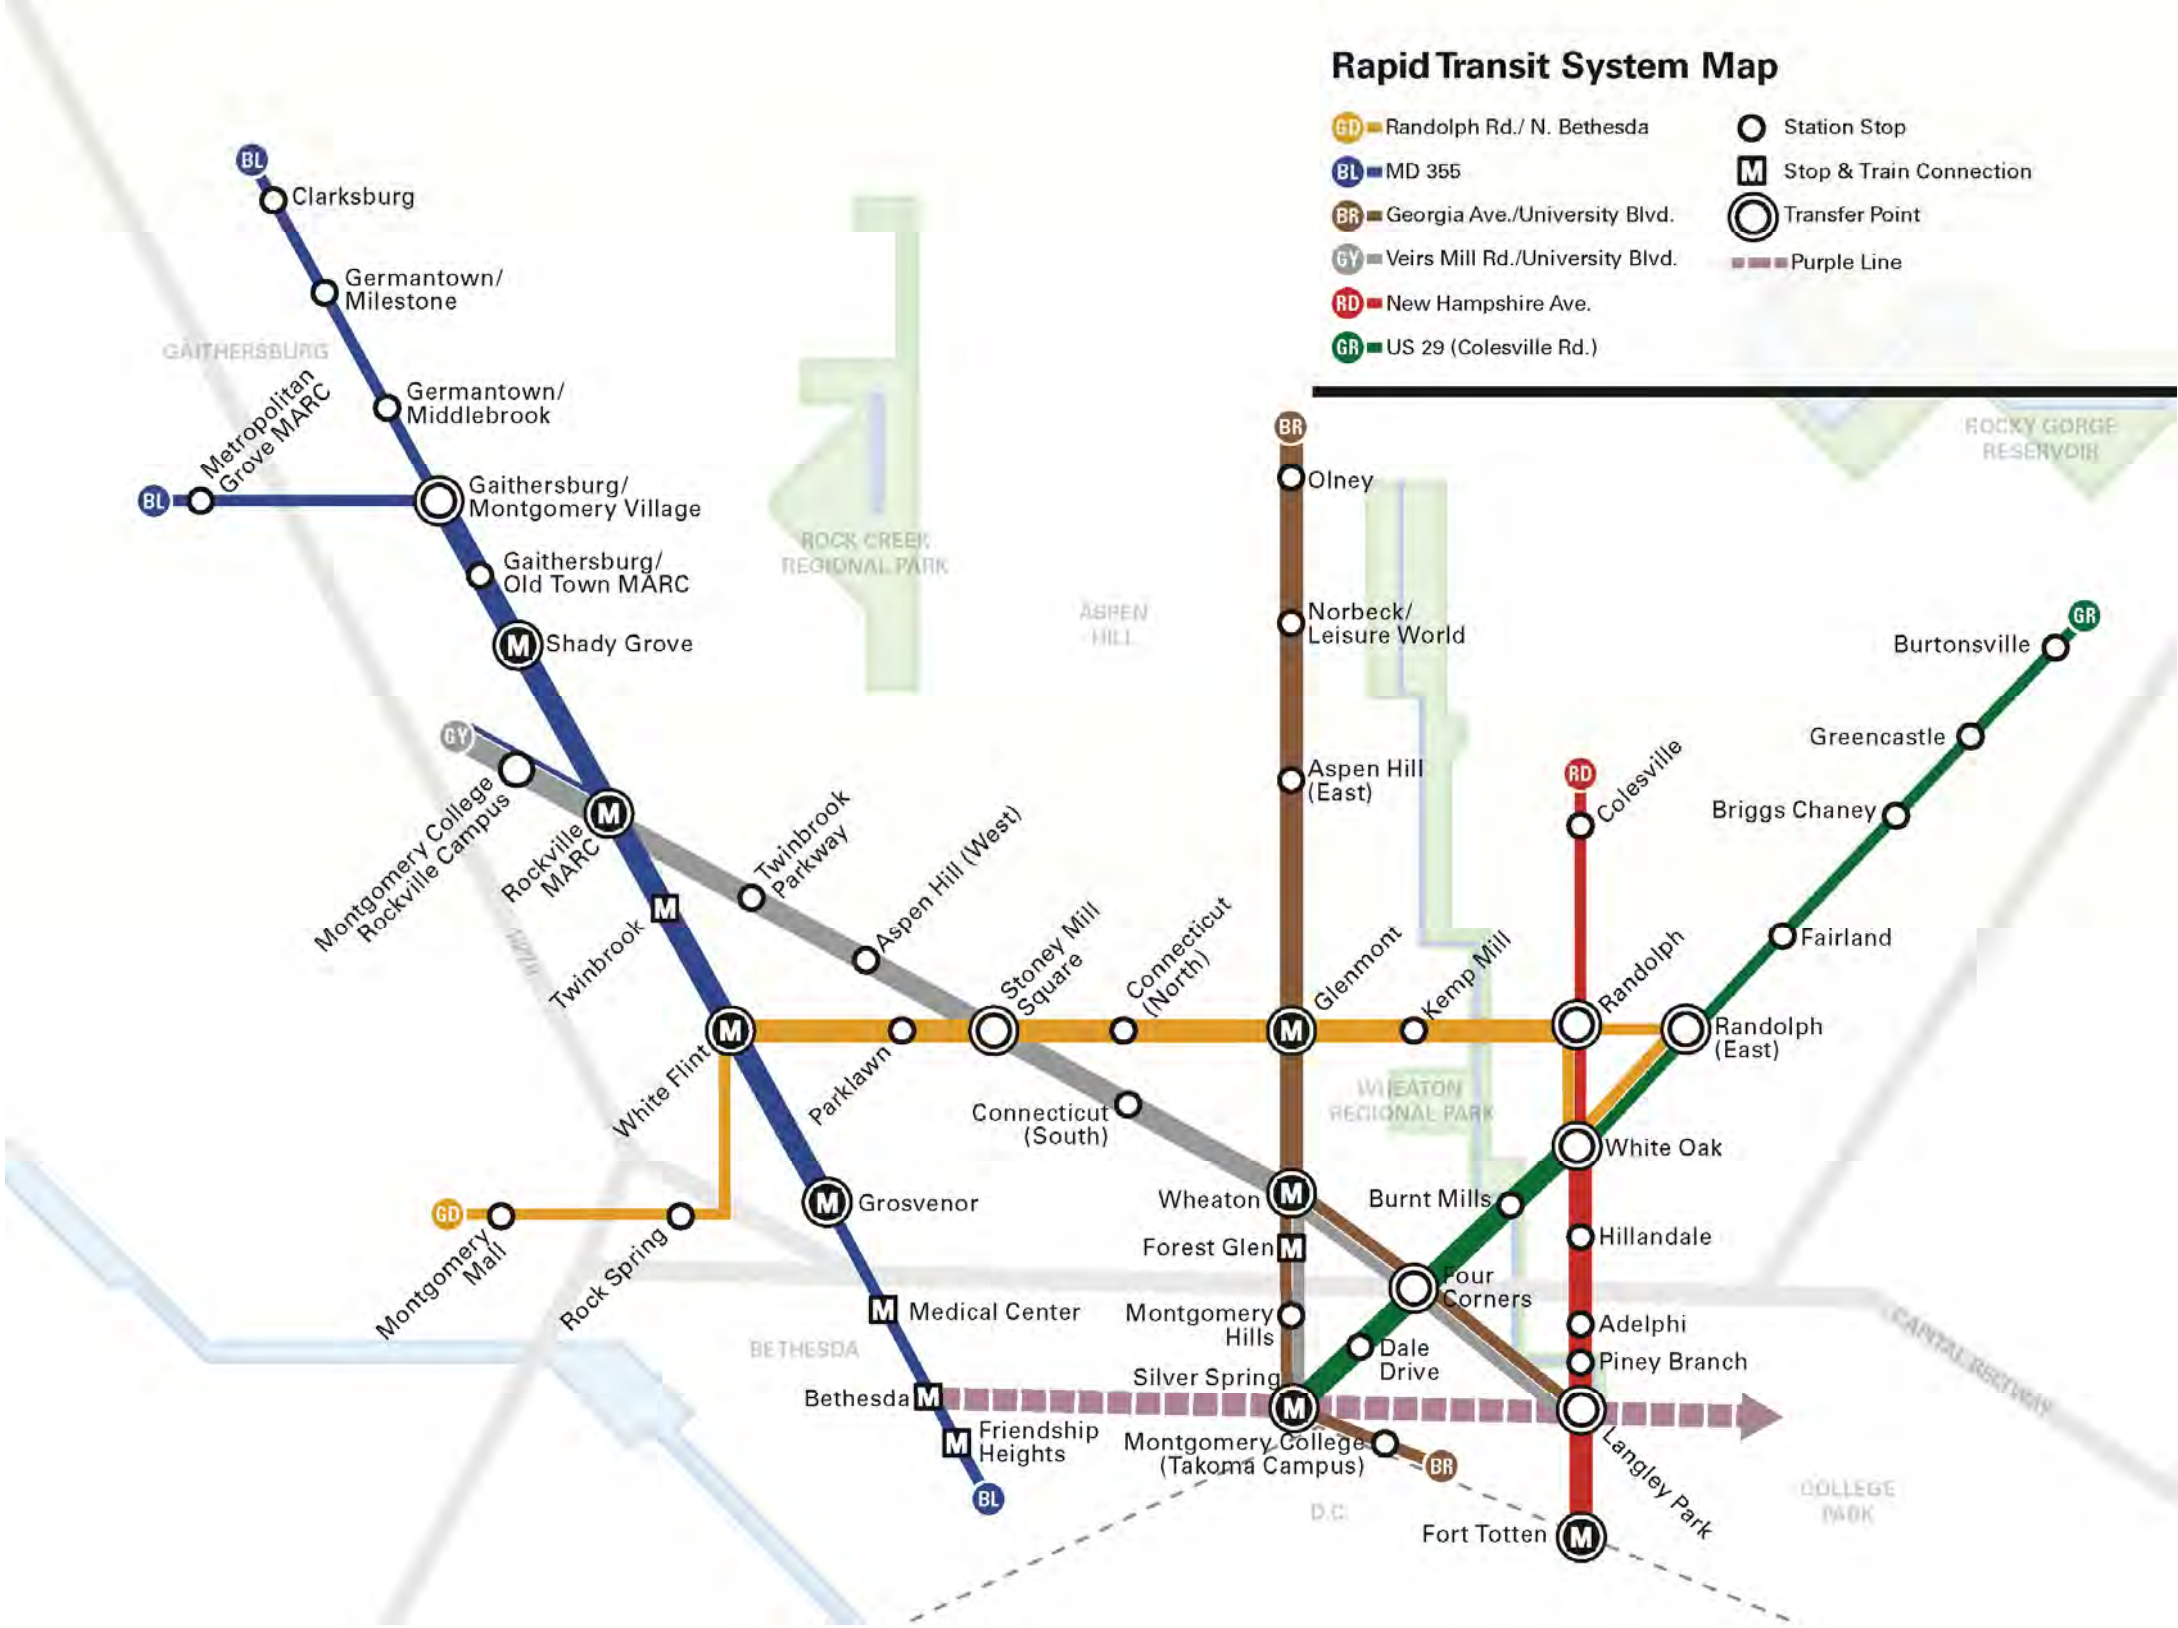 Rapid Transit System Map
GD Randolph Rd./ N. Bethesda
BL MD 355
BR Georgia Ave./University Blvd.
GY Veirs Mill Rd./University Blvd.
RD New Hampshire Ave.
GR US 29 (Colesville Rd.)
Station Stop
M Stop & Train Connection
Transfer Point
Purple Line
BL
Clarksburg
Germantown/
Milestone
GAITHERSBURG
Germantown/
Middlebrook
Metropolitan
Grove MARC
BL
Gaithersburg/
Montgomery Village
Gaithersburg/
Old Town MARC
M Shady Grove
GY
Montgomery College
Rockville Campus
M
Rockville
MARC
Twinbrook
Parkway
Aspen Hill (West)
M
Twinbrook
Stoney Mill
Square
Connecticut
(North)
M
White Flint
Parklawn
Connecticut
(South)
GD
Montgomery
Mall
Rock Spring
M Grosvenor
M Medical Center
BETHESDA
Bethesda M
M Friendship
Heights
BL
ROCK CREEK
REGIONAL PARK
ASPEN
HILL
BR
Olney
Norbeck/
Leisure World
Aspen Hill
(East)
M
Glenmont
Kemp Mill
WHEATON
REGIONAL PARK
Wheaton M
Forest Glen M
Montgomery
Hills
Silver Spring
M
Montgomery College
(Takoma Campus)
BR
D.C.
ROCKY GORGE
RESERVOIR
GR
Burtonsville
Greencastle
Briggs Chaney
Fairland
RD
Colesville
Randolph
Randolph
(East)
White Oak
Burnt Mills
Four
Corners
Dale
Drive
Hillandale
Adelphi
Piney Branch
Langley Park
Fort Totten M
CAPITAL BELTWAY
COLLEGE
PARK